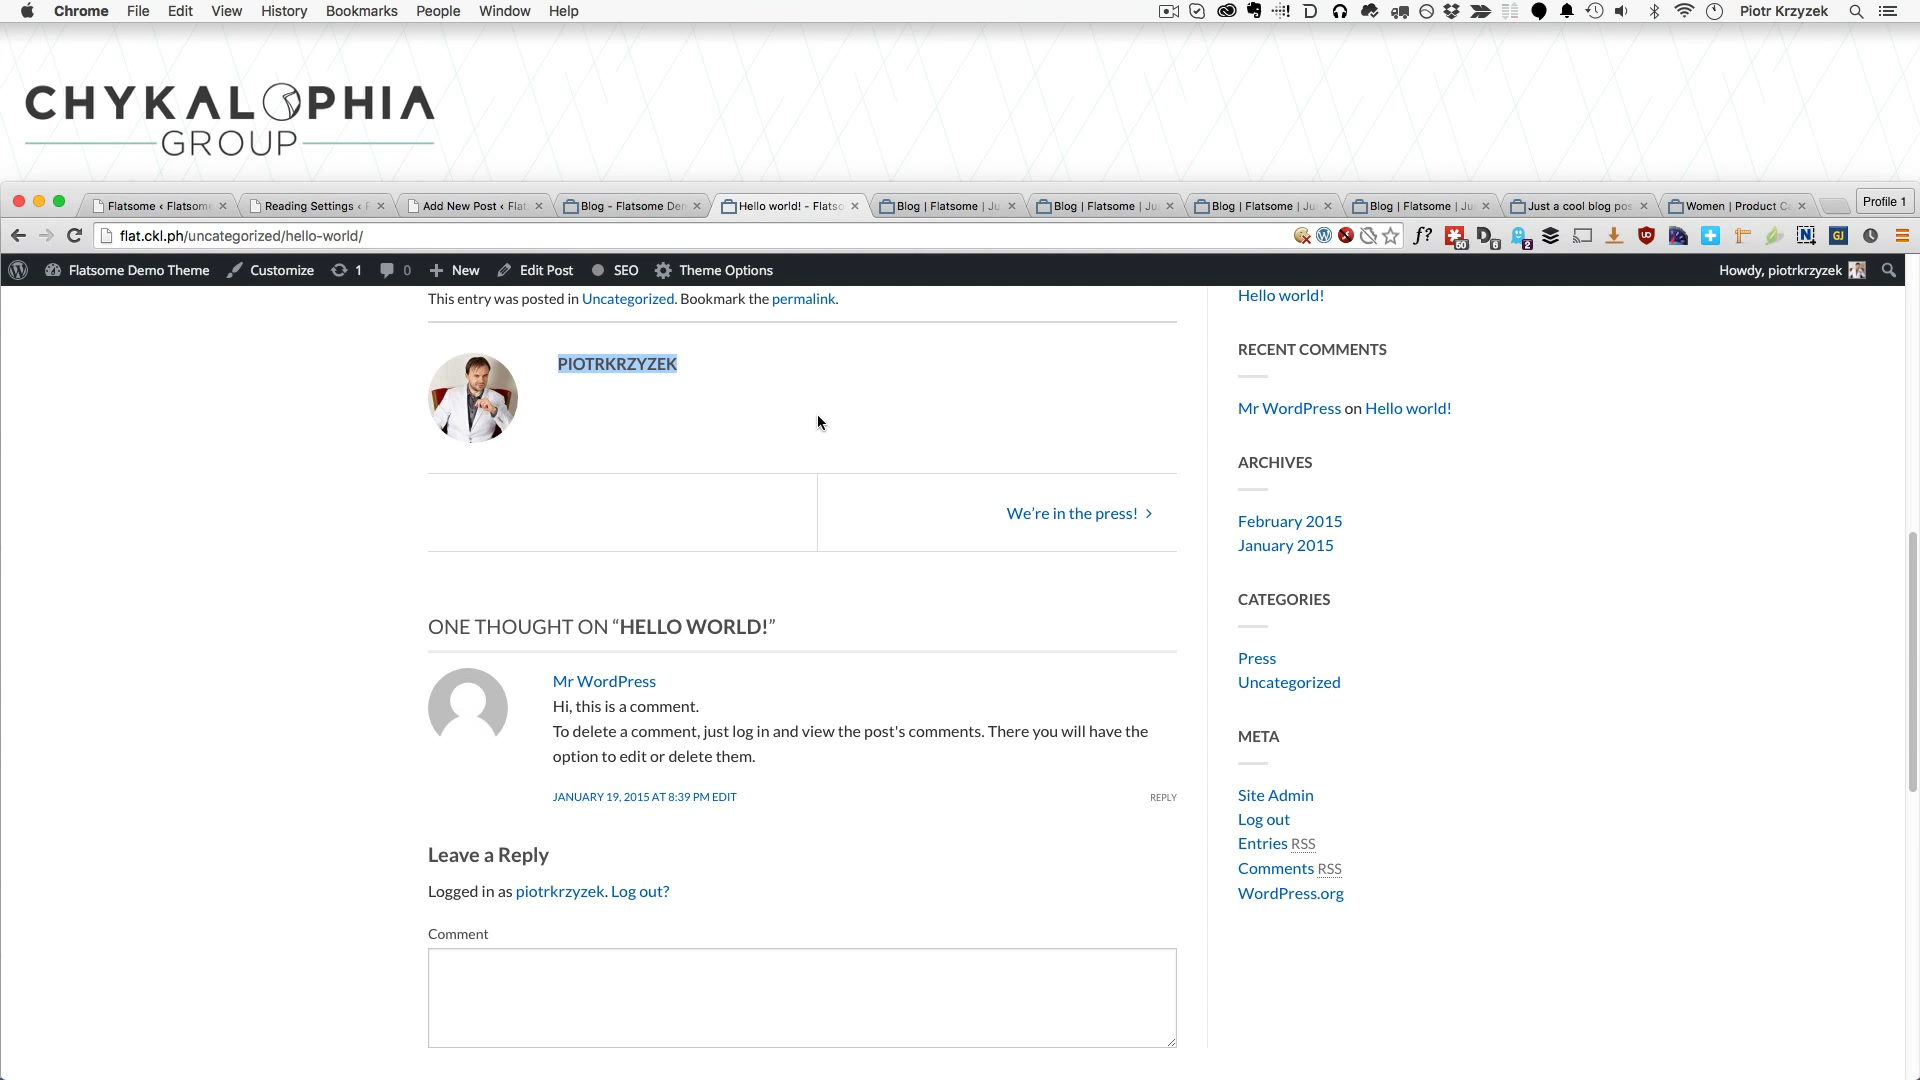 Chrome File Edit View History Bookmarks People Window Help Piotr Krzyzek
CHYKALOPHIA
GROUP
Flatsome ‹ Flatsom Reading Settings ‹ Add New Post ‹ Flat Blog - Flatsome De Hello world! - Flatso Blog | Flatsome | Ju Blog | Flatsome | Ju Blog | Flatsome | Ju Blog | Flatsome | Ju Just a cool blog pos Women | Product C Profile 1
flat.ckl.ph/uncategorized/hello-world/
Flatsome Demo Theme Customize 1 0 New Edit Post SEO Theme Options Howdy, piotrkrzyzek
This entry was posted in Uncategorized. Bookmark the permalink.
Hello world!
PIOTRKRZYZEK
RECENT COMMENTS
Mr WordPress on Hello world!
ARCHIVES
February 2015
January 2015
We're in the press! >
CATEGORIES
Press
Uncategorized
ONE THOUGHT ON “HELLO WORLD!”
Mr WordPress
Hi, this is a comment.
To delete a comment, just log in and view the post's comments. There you will have the
option to edit or delete them.
JANUARY 19, 2015 AT 8:39 PM EDIT
REPLY
META
Site Admin
Log out
Entries RSS
Comments RSS
WordPress.org
Leave a Reply
Logged in as piotrkrzyzek. Log out?
Comment